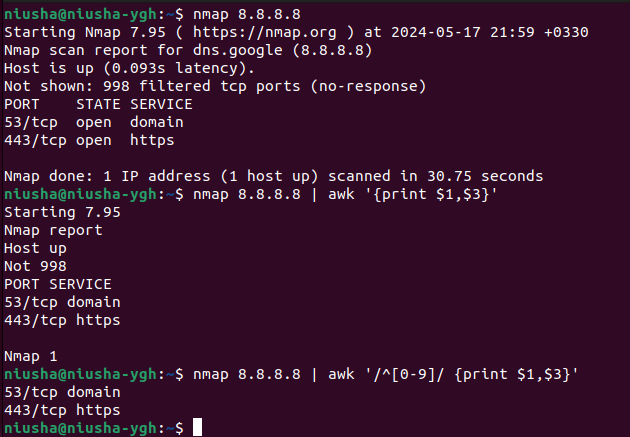 niusha@niusha-ygh:~$ nmap 8.8.8.8
Starting Nmap 7.95 ( https://nmap.org ) at 2024-05-17 21:59 +0330
Nmap scan report for dns.google (8.8.8.8)
Host is up (0.093s latency).
Not shown: 998 filtered tcp ports (no-response)
PORT    STATE SERVICE
53/tcp  open  domain
443/tcp open  https

Nmap done: 1 IP address (1 host up) scanned in 30.75 seconds
niusha@niusha-ygh:~$ nmap 8.8.8.8 | awk '{print $1,$3}'
Starting 7.95
Nmap report
Host up
Not 998
PORT SERVICE
53/tcp domain
443/tcp https

Nmap 1
niusha@niusha-ygh:~$ nmap 8.8.8.8 | awk '/^[0-9]/ {print $1,$3}'
53/tcp domain
443/tcp https
niusha@niusha-ygh:~$